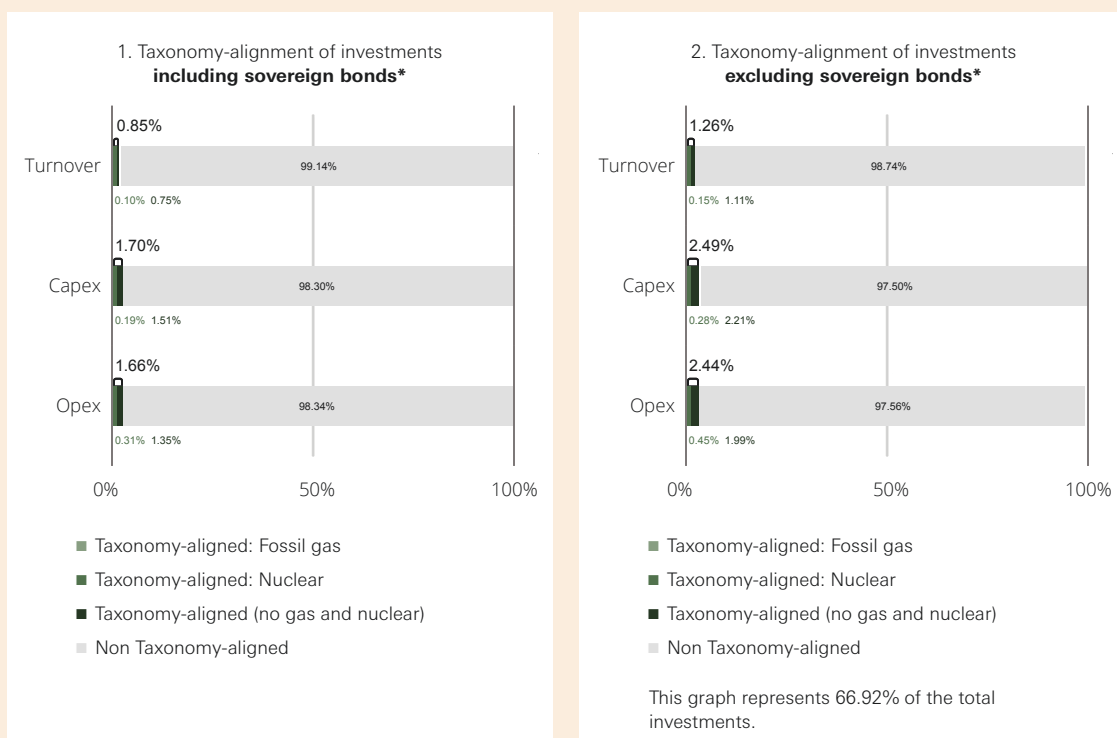 1. Taxonomy-alignment of investments
including sovereign bonds*
0.85%
Turnover
99.14%
0.10% 0.75%
1.70%
Capex
98.30%
0.19% 1.51%
1.66%
Opex
98.34%
0.31% 1.35%
0% 50% 100%
Taxonomy-aligned: Fossil gas
Taxonomy-aligned: Nuclear
Taxonomy-aligned (no gas and nuclear)
Non Taxonomy-aligned
2. Taxonomy-alignment of investments
excluding sovereign bonds*
1.26%
Turnover
98.74%
0.15% 1.11%
2.49%
Capex
97.50%
0.28% 2.21%
2.44%
Opex
97.56%
0.45% 1.99%
0% 50% 100%
Taxonomy-aligned: Fossil gas
Taxonomy-aligned: Nuclear
Taxonomy-aligned (no gas and nuclear)
Non Taxonomy-aligned
This graph represents 66.92% of the total
investments.